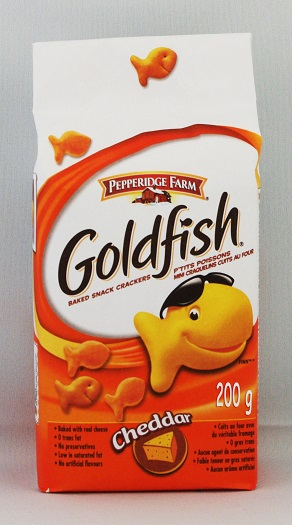 PEPPERIDGE FARM
Goldfish®
BAKED SNACK CRACKERS
P'TITS POISSONS
MINI CRAQUELINS CUITS AU FOUR
FINN
200 g
Cheddar
• Baked with real cheese
• 0 trans fat
• No preservatives
• Low in saturated fat
• No artificial flavours
• Cuits au four avec
du véritable fromage
• 0 gras trans
• Aucun agent de conservation
• Faible teneur en gras saturés
• Aucun arôme artificiel